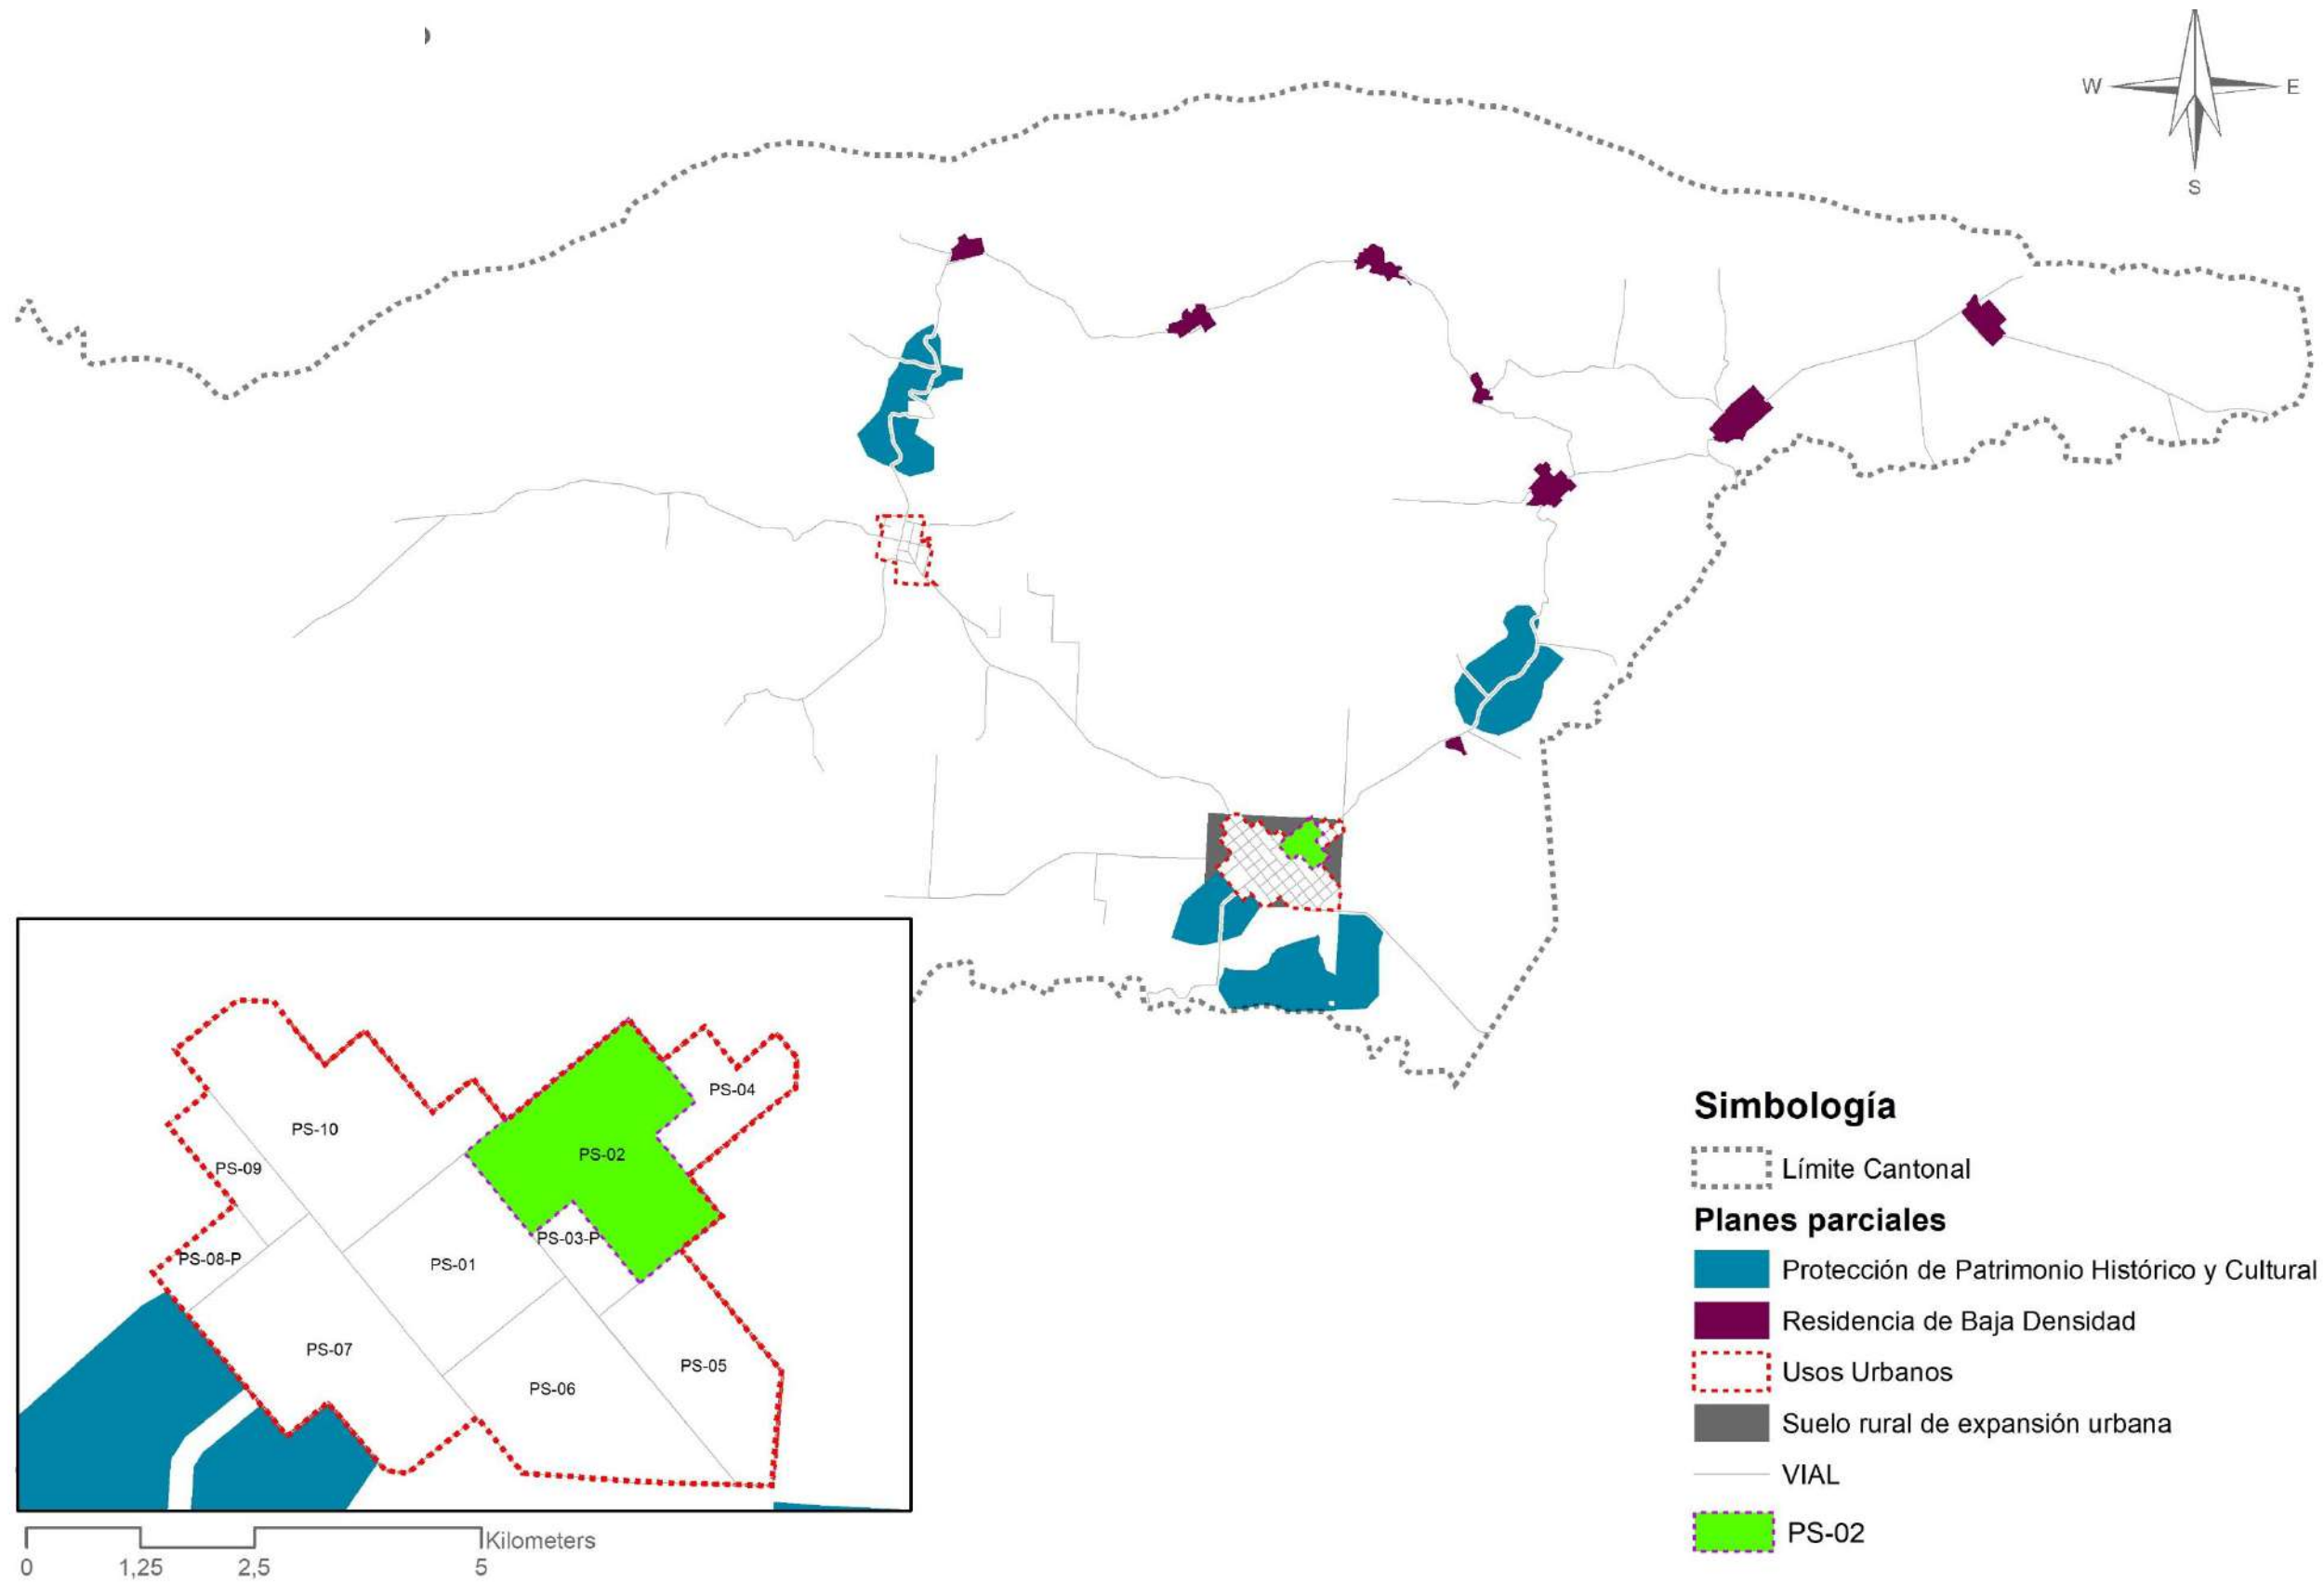 W
E
S
PS-04
PS-10
PS-02
PS-09
PS-03-P
PS-08-P
PS-01
PS-07
PS-05
PS-06
Kilometers
0
1,25
2,5
5
Simbología
Límite Cantonal
Planes parciales
Protección de Patrimonio Histórico y Cultural
Residencia de Baja Densidad
Usos Urbanos
Suelo rural de expansión urbana
VIAL
PS-02